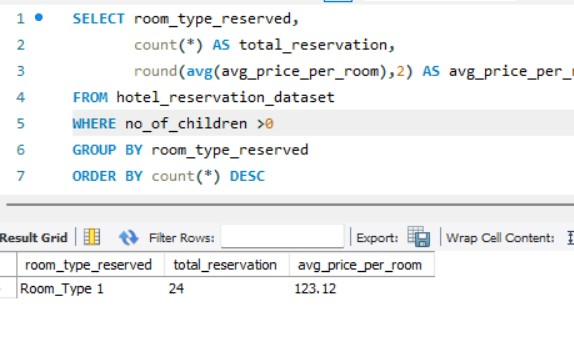 1 SELECT room_type_reserved,
2 count(*) AS total_reservation,
3 round(avg(avg_price_per_room),2) AS avg_price_per_
4 FROM hotel_reservation_dataset
5 WHERE no_of_children >0
6 GROUP BY room_type_reserved
7 ORDER BY count(*) DESC
Result Grid Filter Rows: Export: Wrap Cell Content:
room_type_reserved total_reservation avg_price_per_room
Room_Type 1 24 123.12